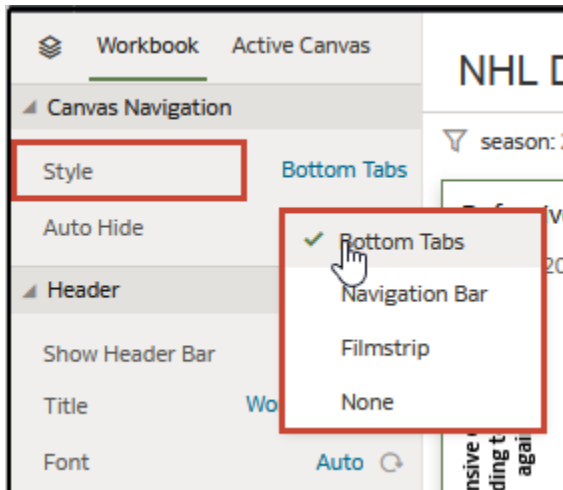 Workbook Active Canvas
NHL
Canvas Navigation
season:
Style Bottom Tabs
Auto Hide
Bottom Tabs
Header
Navigation Bar
Show Header Bar
Filmstrip
Title
None
Font Auto